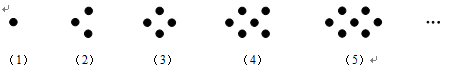 ...
(1) (2) (3) (4) (5)